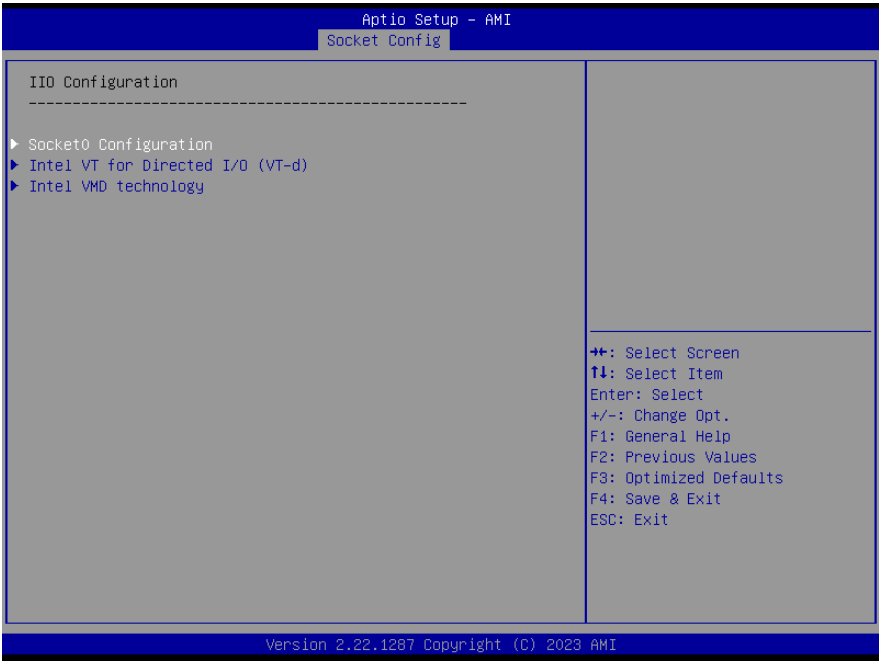 Aptio Setup – AMI
Socket Config
IIO Configuration
--------------------------------------------------
Socket0 Configuration
Intel VT for Directed I/O (VT-d)
Intel VMD technology
→←: Select Screen
↑↓: Select Item
Enter: Select
+/-: Change Opt.
F1: General Help
F2: Previous Values
F3: Optimized Defaults
F4: Save & Exit
ESC: Exit
Version 2.22.1287 Copyright (C) 2023 AMI